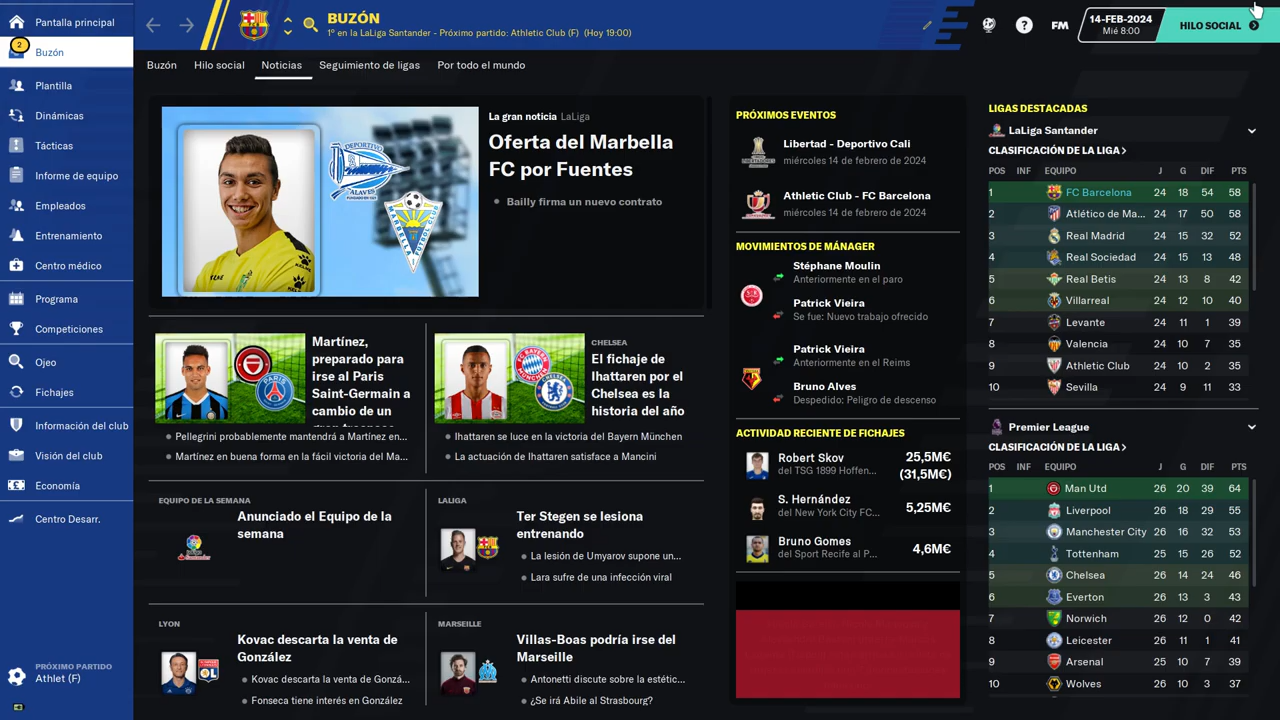 Pantalla principal
2
Buzón
Plantilla
Dinámicas
Tácticas
Informe de equipo
Empleados
Entrenamiento
Centro médico
Programa
Competiciones
Ojeo
Fichajes
Información del club
Visión del club
Economía
Centro Desarr.
PRÓXIMO PARTIDO
Athlet (F)
BUZÓN
1º en la LaLiga Santander - Próximo partido: Athletic Club (F) (Hoy 19:00)
?
FM
14-FEB-2024
Mié 8:00
HILO SOCIAL
Buzón
Hilo social
Noticias
Seguimiento de ligas
Por todo el mundo
La gran noticia LaLiga
Oferta del Marbella
FC por Fuentes
Bailly firma un nuevo contrato
Martínez,
preparado para
irse al Paris
Saint-Germain a
cambio de un
Pellegrini probablemente mantendrá a Martínez en...
Martínez en buena forma en la fácil victoria del Ma...
CHELSEA
El fichaje de
Ihattaren por el
Chelsea es la
historia del año
Ihattaren se luce en la victoria del Bayern München
La actuación de Ihattaren satisface a Mancini
EQUIPO DE LA SEMANA
Anunciado el Equipo de la
semana
LALIGA
Ter Stegen se lesiona
entrenando
La lesión de Umyarov supone un...
Lara sufre de una infección viral
LYON
Kovac descarta la venta de
González
Kovac descarta la venta de Gonzá...
Fonseca tiene interés en González
MARSEILLE
Villas-Boas podría irse del
Marseille
Antonetti discute sobre la estétic...
¿Se irá Abile al Strasbourg?
PRÓXIMOS EVENTOS
Libertad - Deportivo Cali
miércoles 14 de febrero de 2024
Athletic Club - FC Barcelona
miércoles 14 de febrero de 2024
MOVIMIENTOS DE MÁNAGER
Stéphane Moulin
Anteriormente en el paro
Patrick Vieira
Se fue: Nuevo trabajo ofrecido
Patrick Vieira
Anteriormente en el Reims
Bruno Alves
Despedido: Peligro de descenso
ACTIVIDAD RECIENTE DE FICHAJES
Robert Skov 25,5M€
del TSG 1899 Hoffen... (31,5M€)
S. Hernández 5,25M€
del New York City FC...
Bruno Gomes 4,6M€
del Sport Recife al P...
LIGAS DESTACADAS
LaLiga Santander
CLASIFICACIÓN DE LA LIGA
POS INF EQUIPO J G DIF PTS
1 FC Barcelona 24 18 54 58
2 Atlético de Ma... 24 17 50 58
3 Real Madrid 24 15 32 52
4 Real Sociedad 24 15 13 48
5 Real Betis 24 13 8 42
6 Villarreal 24 12 10 40
7 Levante 24 11 1 39
8 Valencia 24 10 7 35
9 Athletic Club 24 10 2 35
10 Sevilla 24 9 11 33
Premier League
CLASIFICACIÓN DE LA LIGA
POS INF EQUIPO J G DIF PTS
1 Man Utd 26 20 39 64
2 Liverpool 26 18 29 55
3 Manchester City 26 16 32 53
4 Tottenham 25 15 26 52
5 Chelsea 26 14 24 46
6 Everton 26 13 3 43
7 Norwich 26 12 0 42
8 Leicester 26 11 1 41
9 Arsenal 25 10 7 39
10 Wolves 26 10 3 37